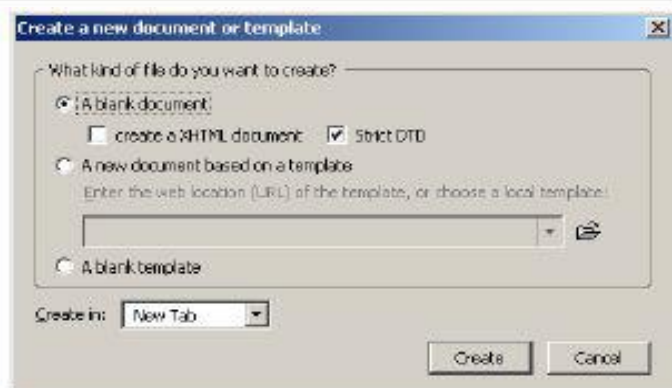 Create a new document or template
What kind of file do you want to create?
A blank document
create a XHTML document Strict DTD
A new document based on a template
Enter the web location (URL) of the template, or choose a local template:
A blank template
Create in: New Tab
Create Cancel